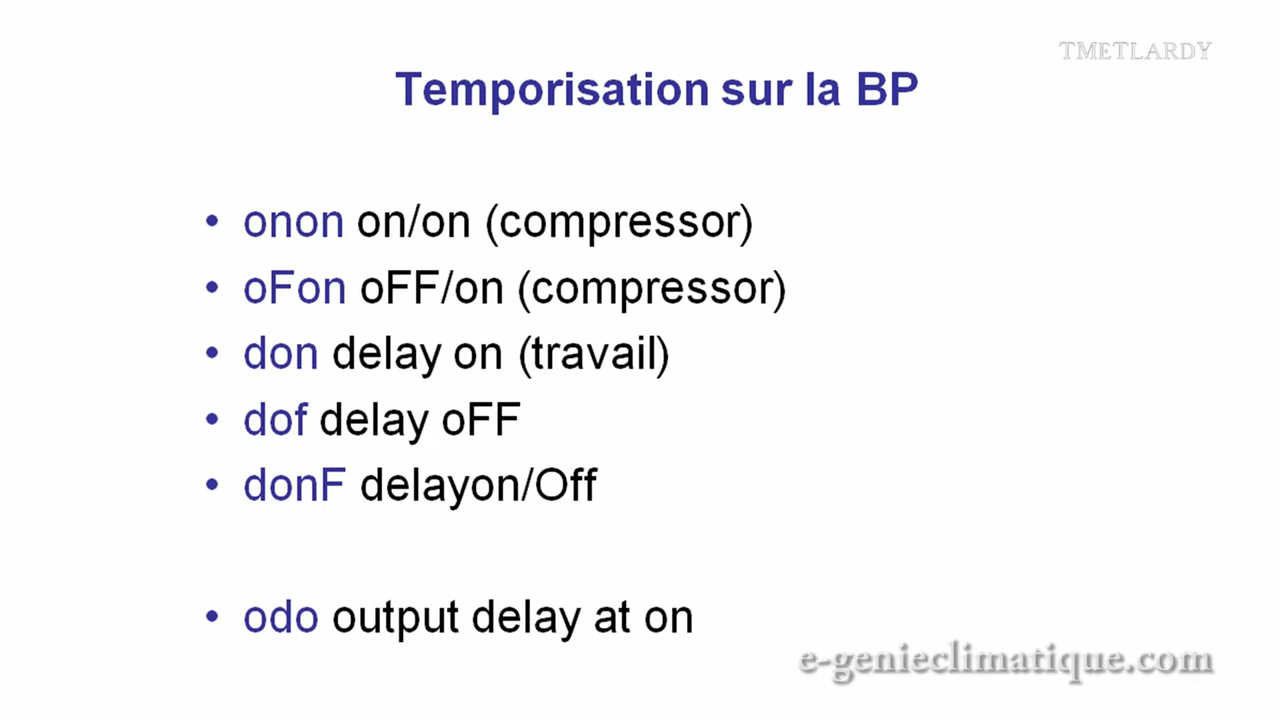 TMETLARDY
Temporisation sur la BP
• onon on/on (compressor)
• oFon oFF/on (compressor)
• don delay on (travail)
• dof delay oFF
• donF delayon/Off
• odo output delay at on
e-genieclimatique.com